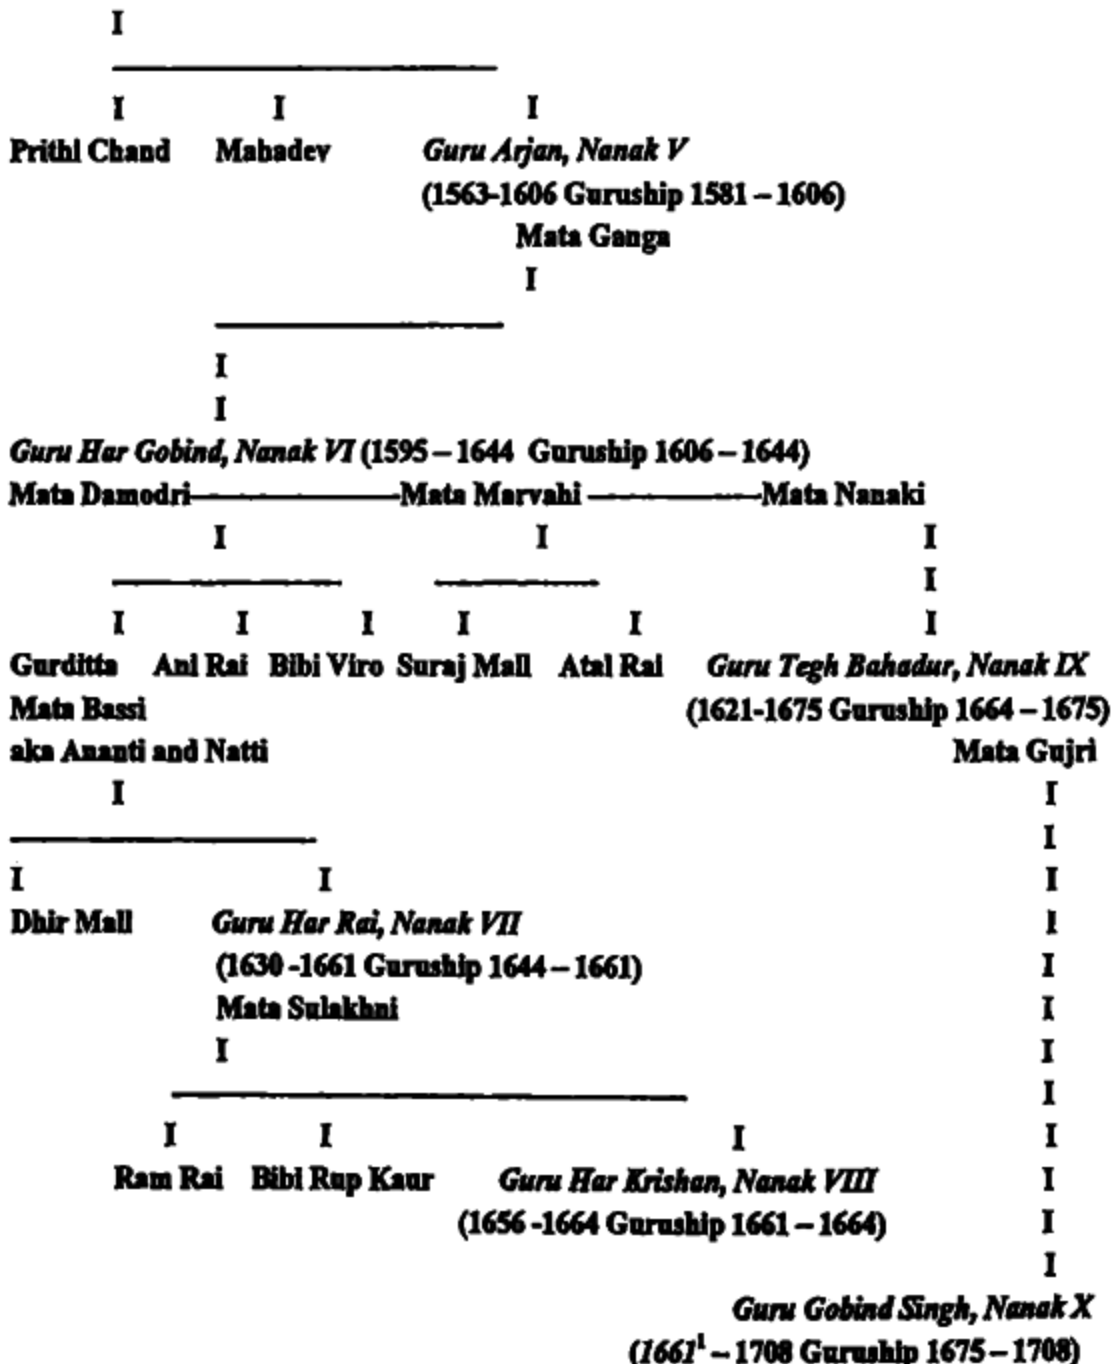 I
I I I
Prithi Chand Mahadev Guru Arjan, Nanak V
(1563-1606 Guruship 1581 – 1606)
Mata Ganga
I
I
I
Guru Har Gobind, Nanak VI (1595 – 1644 Guruship 1606 – 1644)
Mata Damodri Mata Marvahi Mata Nanaki
I I I
I
I I I I I I
Gurditta Ani Rai Bibi Viro Suraj Mall Atal Rai Guru Tegh Bahadur, Nanak IX
Mata Bassi (1621-1675 Guruship 1664 – 1675)
aka Ananti and Natti Mata Gujri
I I
I
I I I
Dhir Mall Guru Har Rai, Nanak VII I
(1630 -1661 Guruship 1644 – 1661) I
Mata Sulakhni I
I I
I
I I I I
Ram Rai Bibi Rup Kaur Guru Har Krishan, Nanak VIII I
(1656 -1664 Guruship 1661 – 1664) I
I
Guru Gobind Singh, Nanak X
(1661¹ – 1708 Guruship 1675 – 1708)